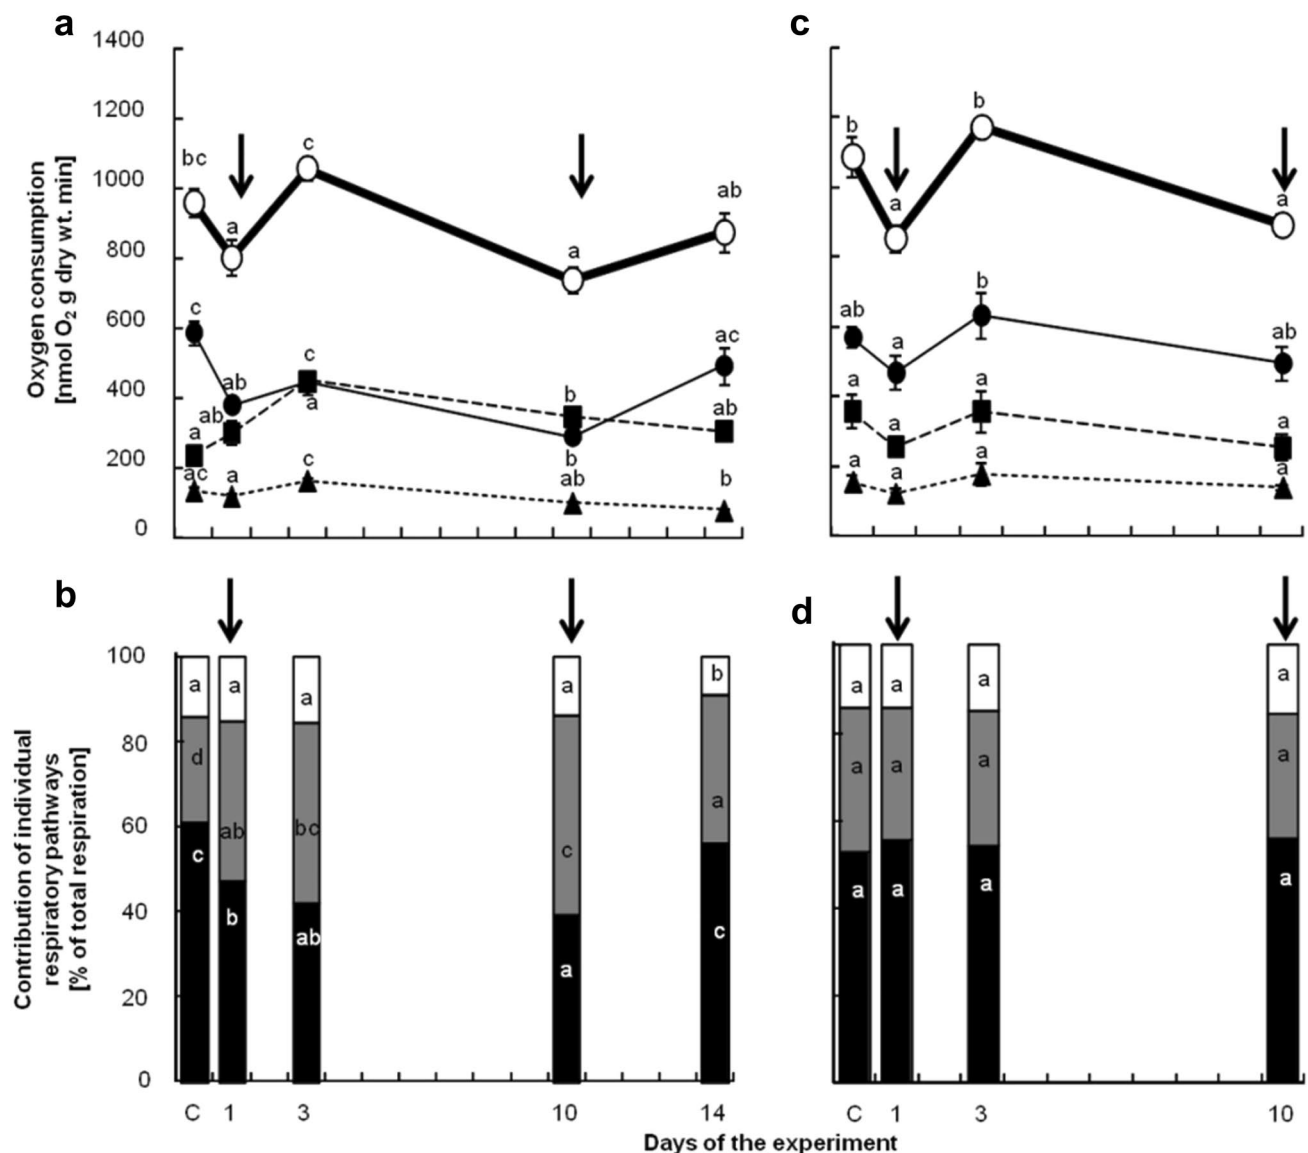 a
c
1400
1200
1000
800
600
400
200
0
Oxygen consumption
[nmol O2 g dry wt. min]
bc
a
c
a
ab
c
ab
c
b
ac
a
ab
a
b
ab
ac
a
c
ab
b
b
a
b
a
ab
a
b
ab
a
a
a
a
a
a
a
a
b
d
100
80
60
40
20
0
Contribution of individual
respiratory pathways
[% of total respiration]
a
a
a
a
b
d
ab
bc
c
a
c
b
ab
a
c
a
a
a
a
a
a
a
a
a
a
a
a
C
1
3
10
14
C
1
3
10
Days of the experiment